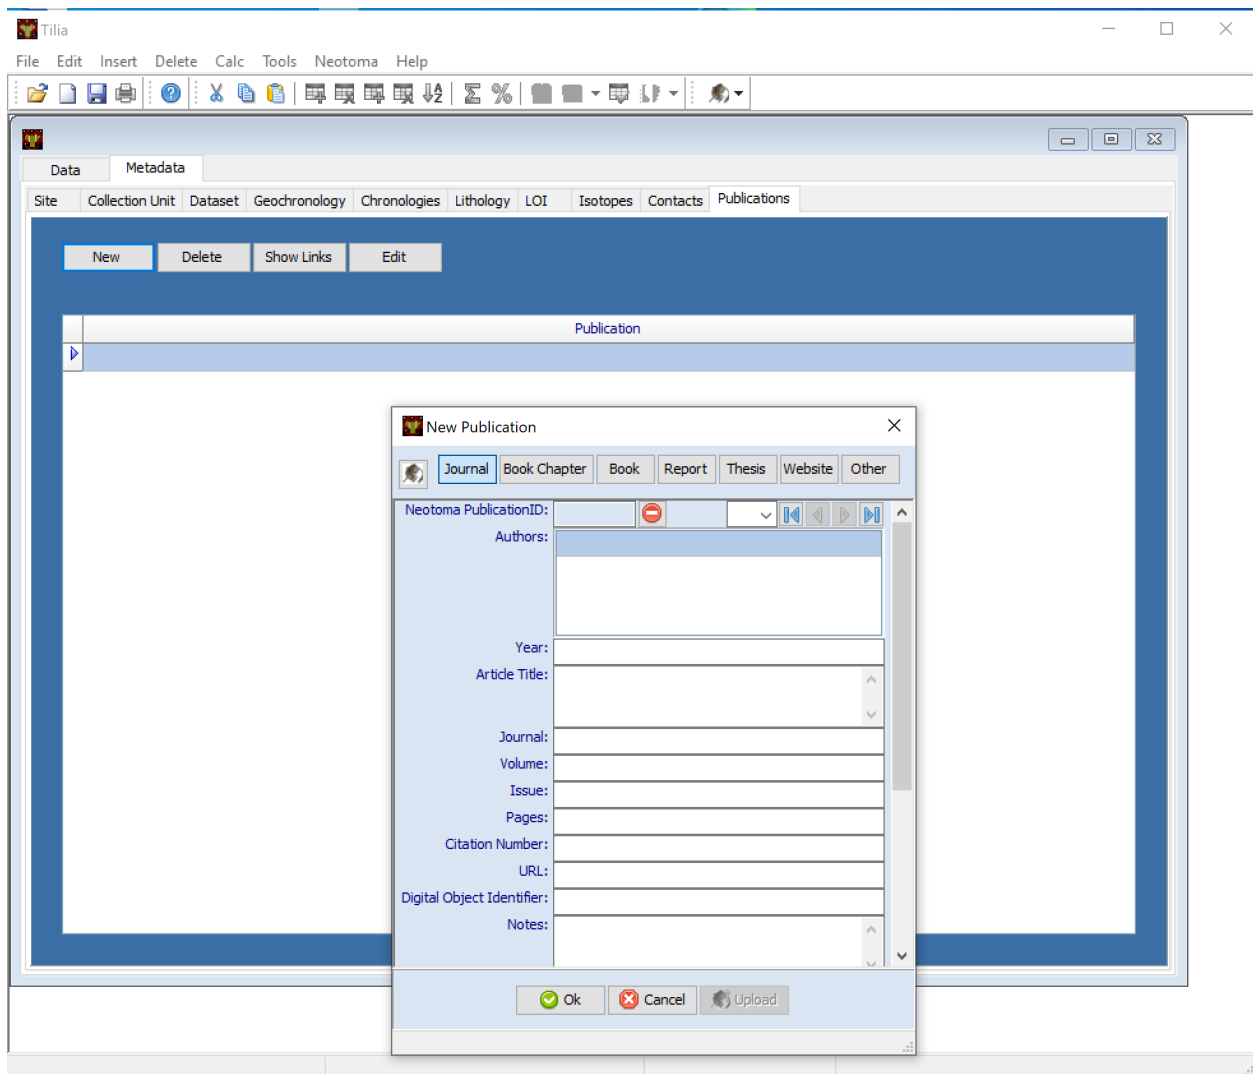 Tilia
File Edit Insert Delete Calc Tools Neotoma Help
Data Metadata
Site Collection Unit Dataset Geochronology Chronologies Lithology LOI Isotopes Contacts Publications
New Delete Show Links Edit
Publication
New Publication
Journal Book Chapter Book Report Thesis Website Other
Neotoma PublicationID:
Authors:
Year:
Article Title:
Journal:
Volume:
Issue:
Pages:
Citation Number:
URL:
Digital Object Identifier:
Notes:
Ok Cancel Upload